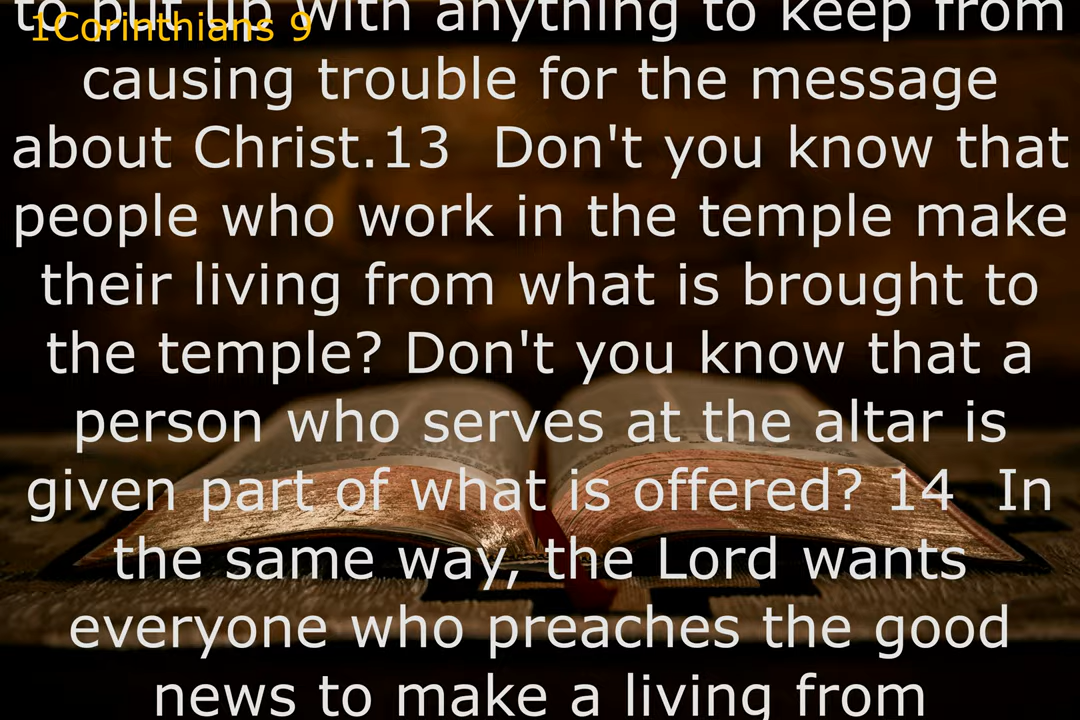 to put up with anything to keep from
1Corinthians 9
causing trouble for the message
about Christ.13 Don't you know that
people who work in the temple make
their living from what is brought to
the temple? Don't you know that a
person who serves at the altar is
given part of what is offered? 14 In
the same way, the Lord wants
everyone who preaches the good
news to make a living from